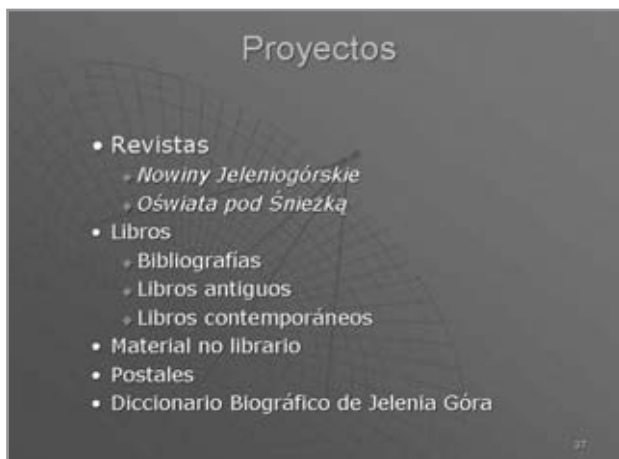 Proyectos
• Revistas
Nowiny Jeleniogórskie
Oświata pod Śnieżką
• Libros
Bibliografías
Libros antiguos
Libros contemporáneos
• Material no librario
• Postales
• Diccionario Biográfico de Jelenia Góra
37